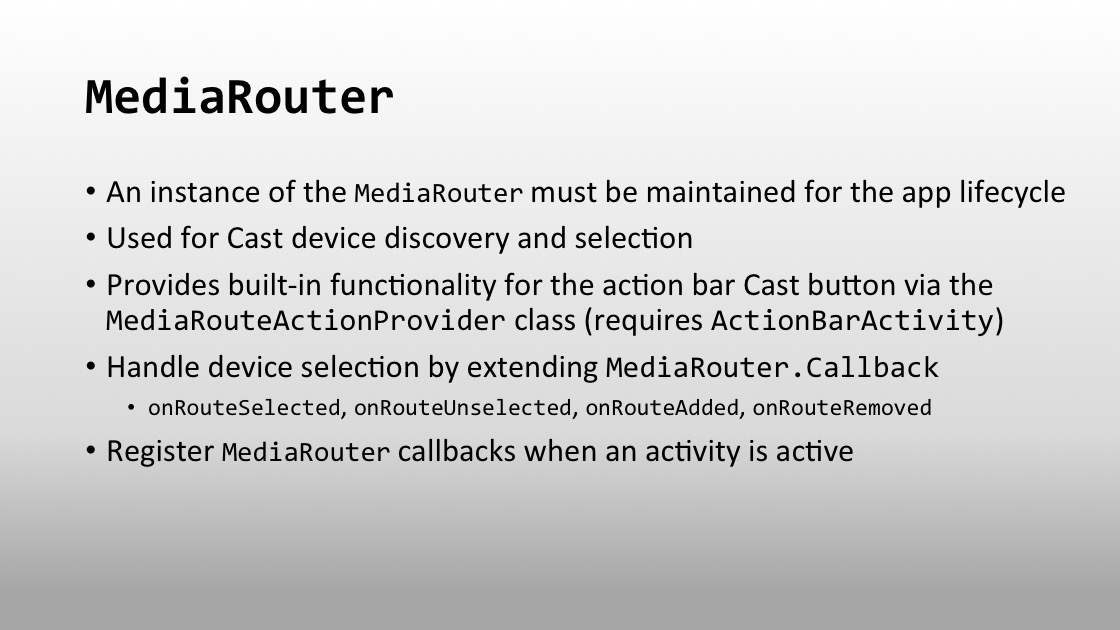 MediaRouter
• An instance of the MediaRouter must be maintained for the app lifecycle
• Used for Cast device discovery and selection
• Provides built-in functionality for the action bar Cast button via the
MediaRouteActionProvider class (requires ActionBarActivity)
• Handle device selection by extending MediaRouter.Callback
• onRouteSelected, onRouteUnselected, onRouteAdded, onRouteRemoved
• Register MediaRouter callbacks when an activity is active